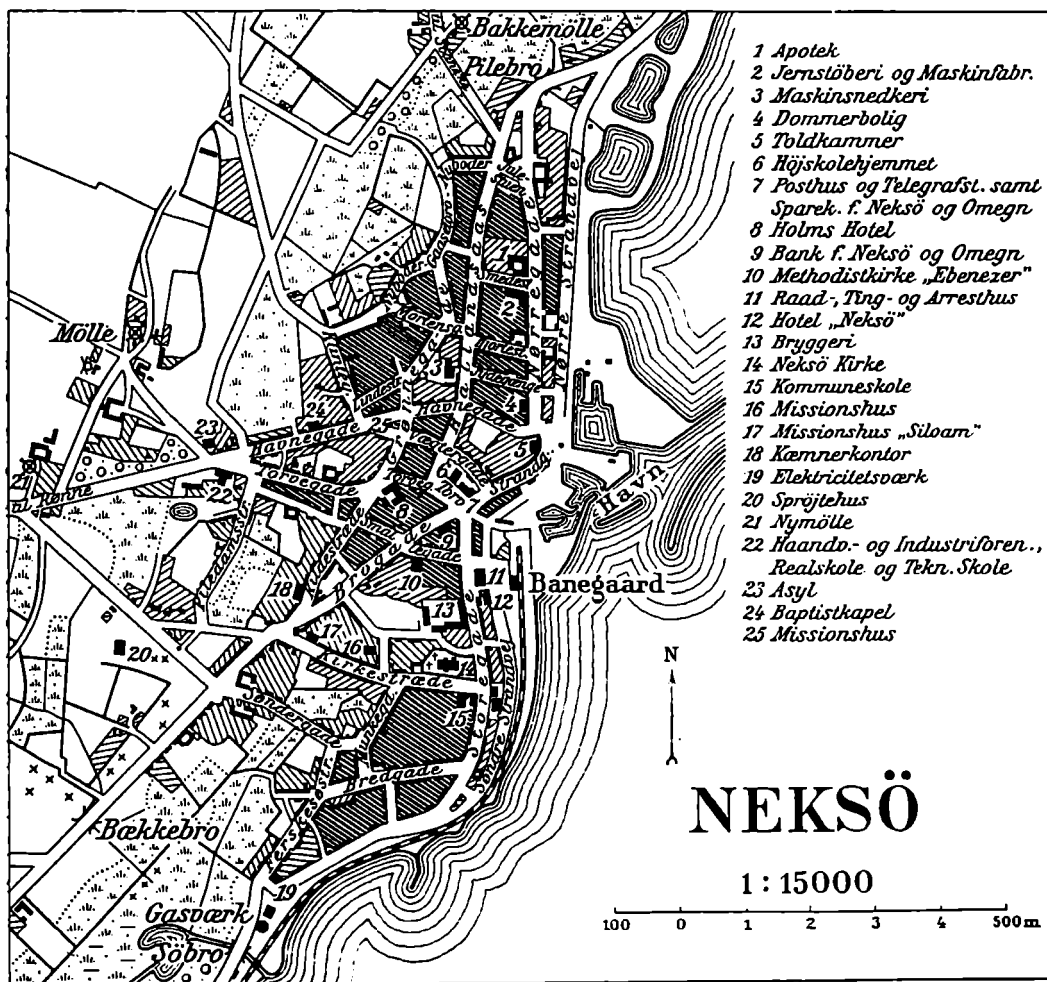 Bakkemölle
Pilebro
Mölle
Havn
Banegaard
Bækkebro
Gasværk
Söbro
Havnegade
Torvegade
Havnegade
Brogade
Kirkestræde
Storegade
Bredgade
Nörregade
Nörre Strandvej
Söndre Strandvej
Torv
1 Apotek
2 Jernstöberi og Maskinfabr.
3 Maskinsnedkeri
4 Dommerbolig
5 Toldkammer
6 Höjskolehjemmet
7 Posthus og Telegrafst. samt
Sparek. f. Neksö og Omegn
8 Holms Hotel
9 Bank f. Neksö og Omegn
10 Methodistkirke „Ebenezer"
11 Raad-, Ting- og Arresthus
12 Hotel „Neksö"
13 Bryggeri
14 Neksö Kirke
15 Kommuneskole
16 Missionshus
17 Missionshus „Siloam"
18 Kæmnerkontor
19 Elektricitetsværk
20 Spröjtehus
21 Nymölle
22 Haandv.- og Industriforen.,
Realskole og Tekn. Skole
23 Asyl
24 Baptistkapel
25 Missionshus
N
NEKSÖ
1 : 15000
100 0 1 2 3 4 500 m